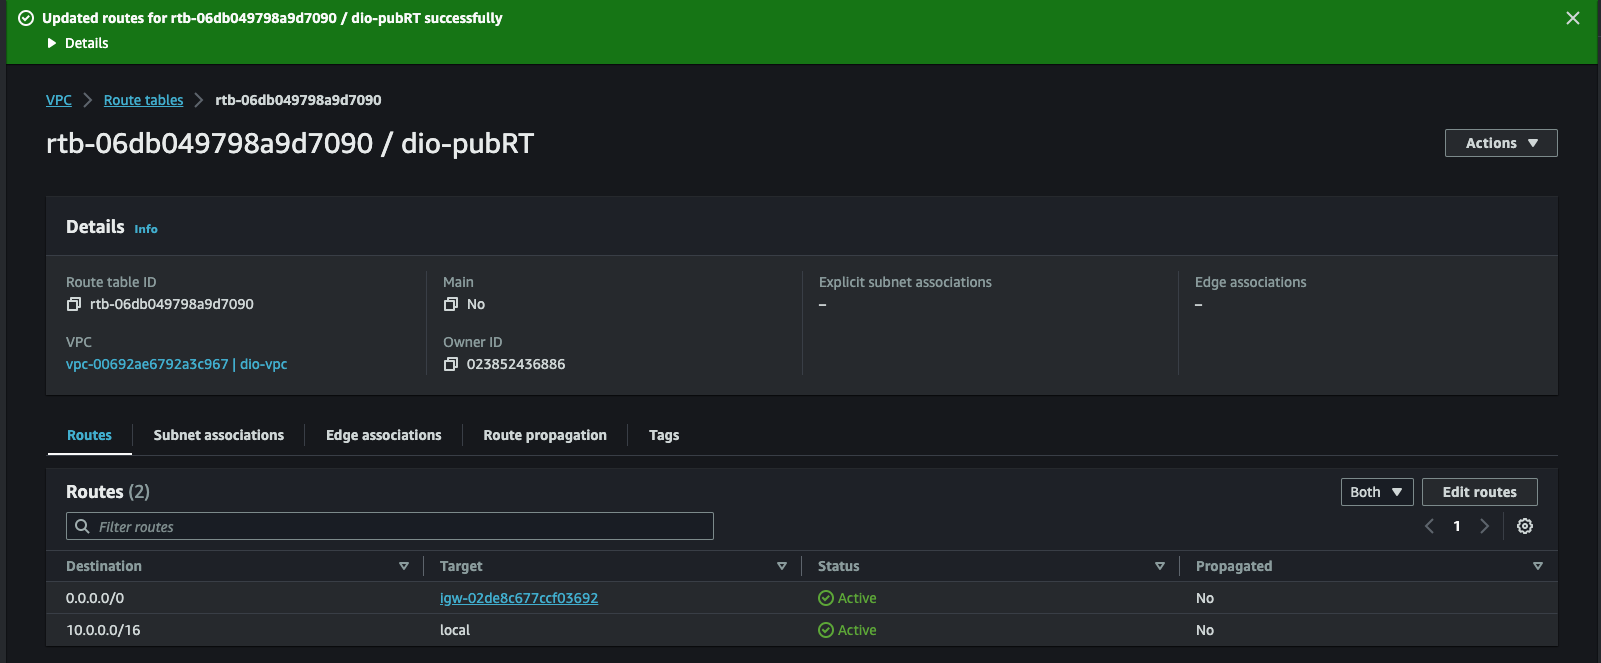 Updated routes for rtb-06db049798a9d7090 / dio-pubRT successfully
Details
VPC Route tables rtb-06db049798a9d7090
rtb-06db049798a9d7090 / dio-pubRT
Actions
Details Info
Route table ID
rtb-06db049798a9d7090
Main
No
Explicit subnet associations
–
Edge associations
–
VPC
vpc-00692ae6792a3c967 | dio-vpc
Owner ID
023852436886
Routes Subnet associations Edge associations Route propagation Tags
Routes (2)
Both Edit routes
Filter routes
1
Destination Target Status Propagated
0.0.0.0/0 igw-02de8c677ccf03692 Active No
10.0.0.0/16 local Active No